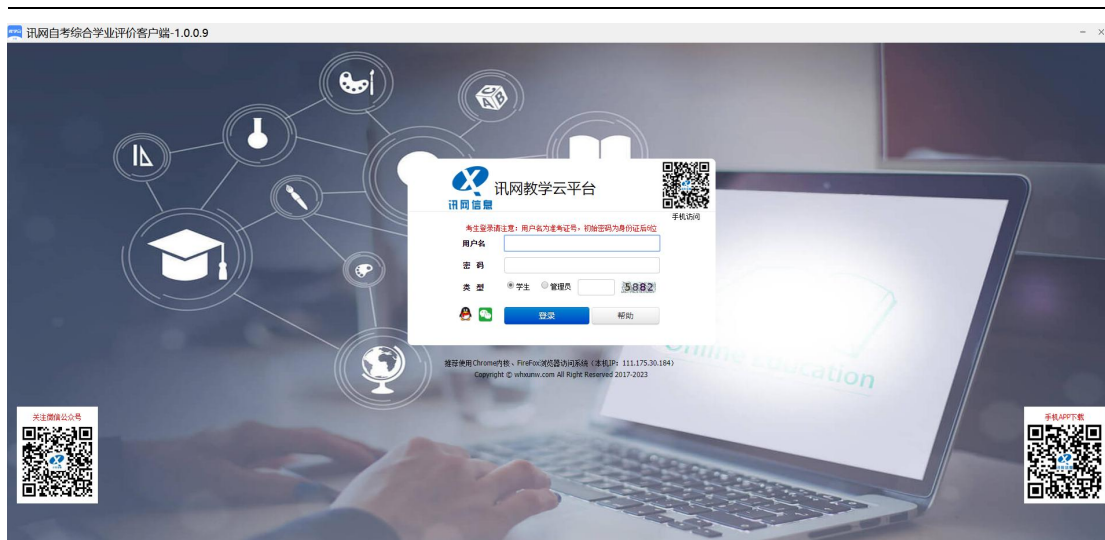 讯网自考综合学业评价客户端-1.0.0.9
讯网教学云平台
讯网信息
手机访问
考生登录请注意：用户名为准考证号，初始密码为身份证后6位
用户名
密 码
类 型 学生 管理员 5882
登录 帮助
推荐使用Chrome内核、FireFox浏览器访问系统（本机IP：111.175.30.184）
Copyright © whxunw.com All Right Reserved 2017-2023
Online Education
关注微信公众号
手机APP下载
ABC